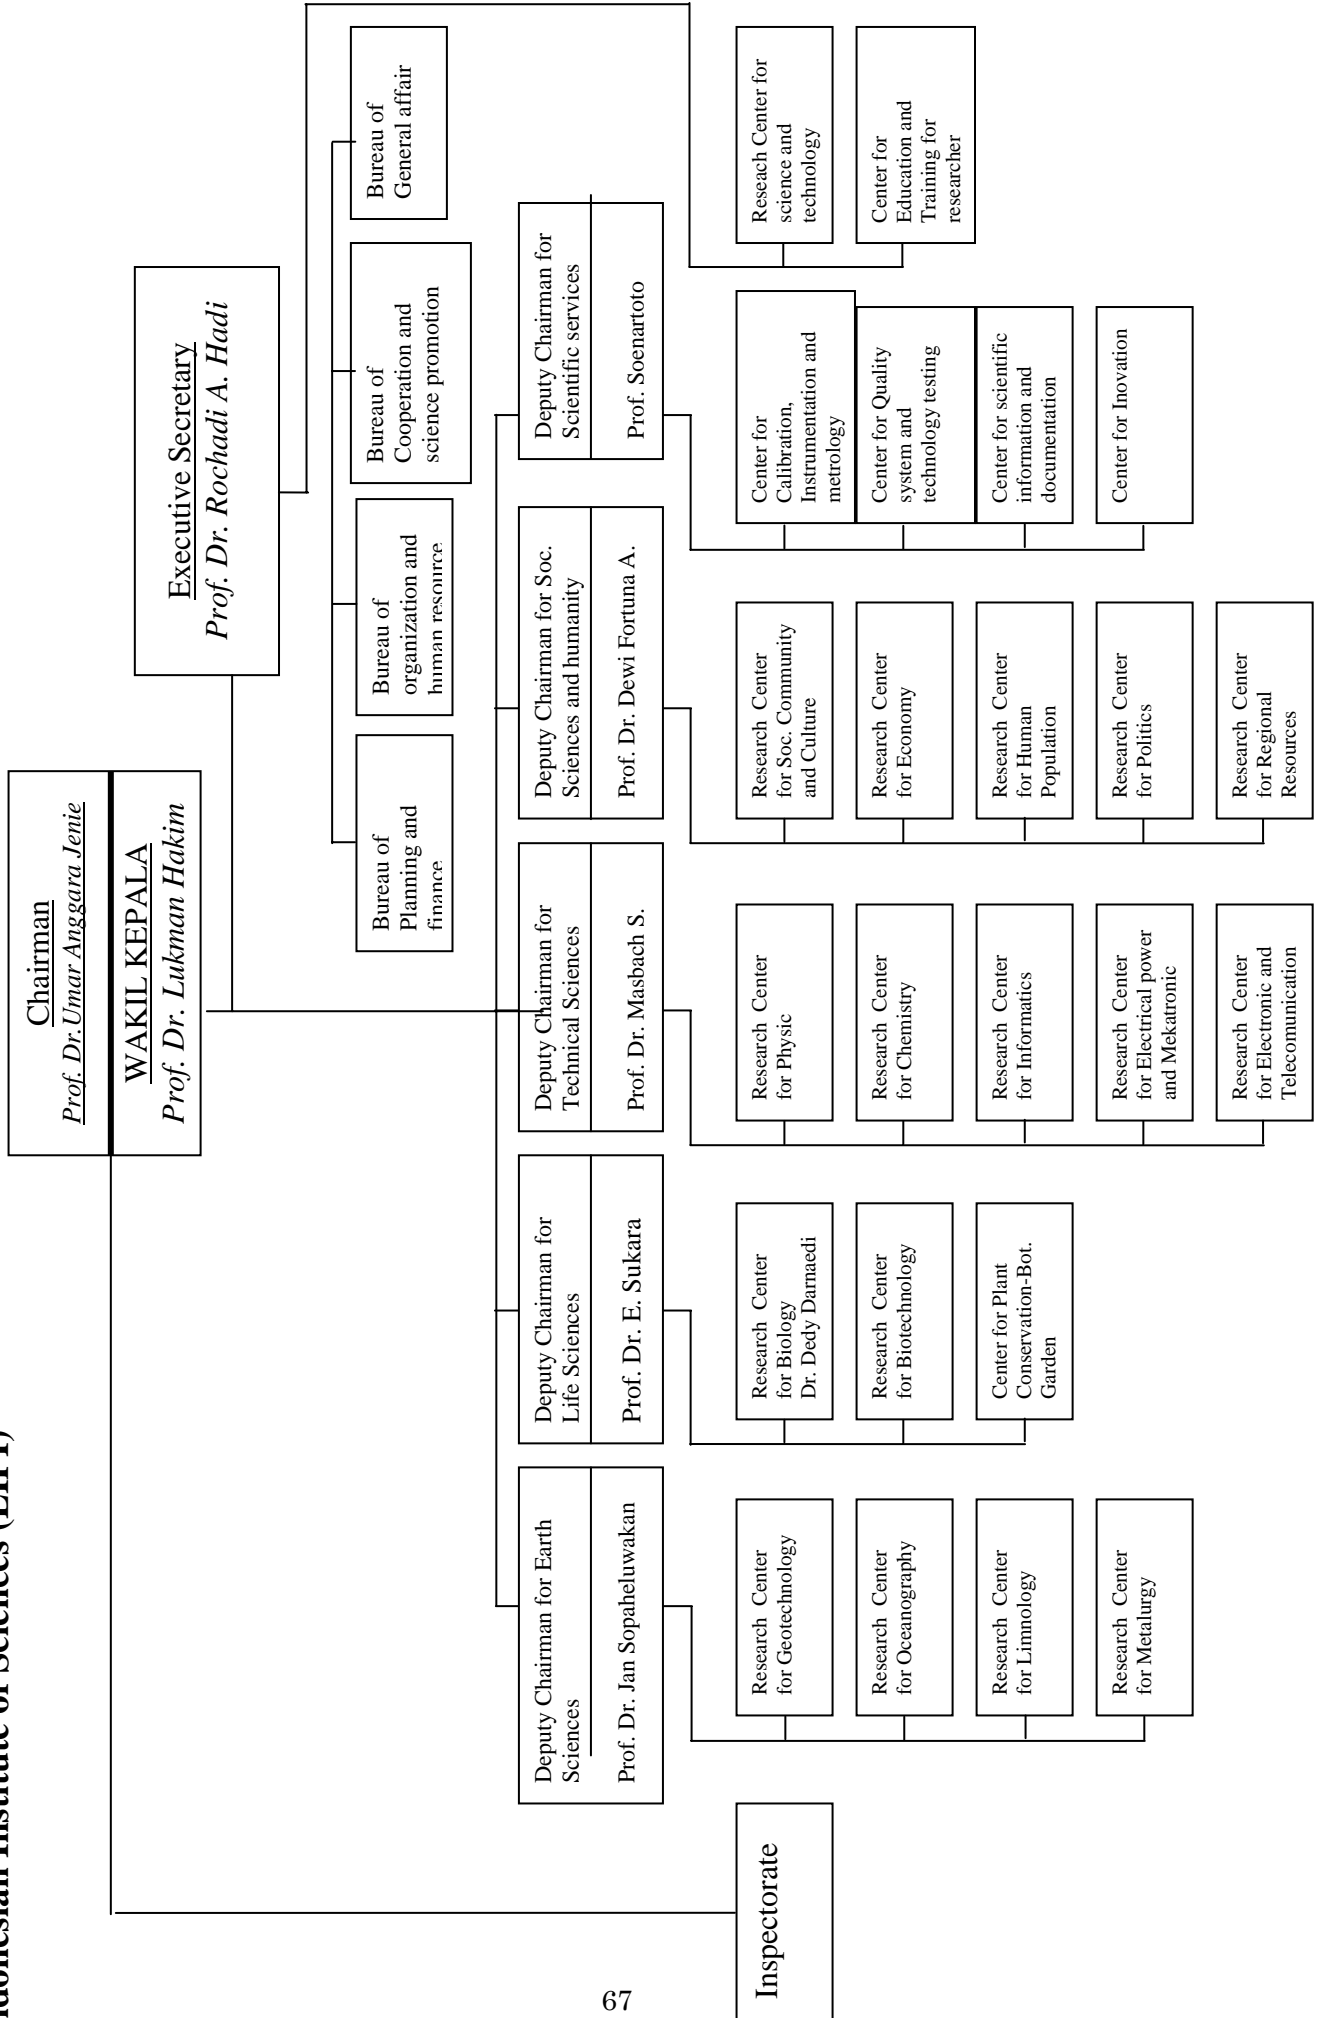 Institute of Sciences (LIPI)
Chairman
Prof. Dr.Umar Anggara Jenie
WAKIL KEPALA
Prof. Dr. Lukman Hakim
Executive Secretary
Prof. Dr. Rochadi A. Hadi
Bureau of
Planning and
finance
Bureau of
organization and
human resource
Bureau of
Cooperation and
science promotion
Bureau of
General affair
Deputy Chairman for Earth
Sciences
Prof. Dr. Jan Sopaheluwakan
Deputy Chairman for
Life Sciences
Prof. Dr. E. Sukara
Deputy Chairman for
Technical Sciences
Prof. Dr. Masbach S.
Deputy Chairman for Soc.
Sciences and humanity
Prof. Dr. Dewi Fortuna A.
Deputy Chairman for
Scientific services
Prof. Soenartoto
Inspectorate
Research Center
for Geotechnology
Research Center
for Oceanography
Research Center
for Limnology
Research Center
for Metalurgy
Research Center
for Biology
Dr. Dedy Darnaedi
Research Center
for Biotechnology
Center for Plant
Conservation-Bot.
Garden
Research Center
for Physic
Research Center
for Chemistry
Research Center
for Informatics
Research Center
for Electrical power
and Mekatronic
Research Center
for Electronic and
Telecomunication
Research Center
for Soc. Community
and Culture
Research Center
for Economy
Research Center
for Human
Population
Research Center
for Politics
Research Center
for Regional
Resources
Center for
Calibration,
Instrumentation and
metrology
Center for Quality
system and
technology testing
Center for scientific
information and
documentation
Center for Inovation
Reseach Center for
science and
technology
Center for
Education and
Training for
researcher
67